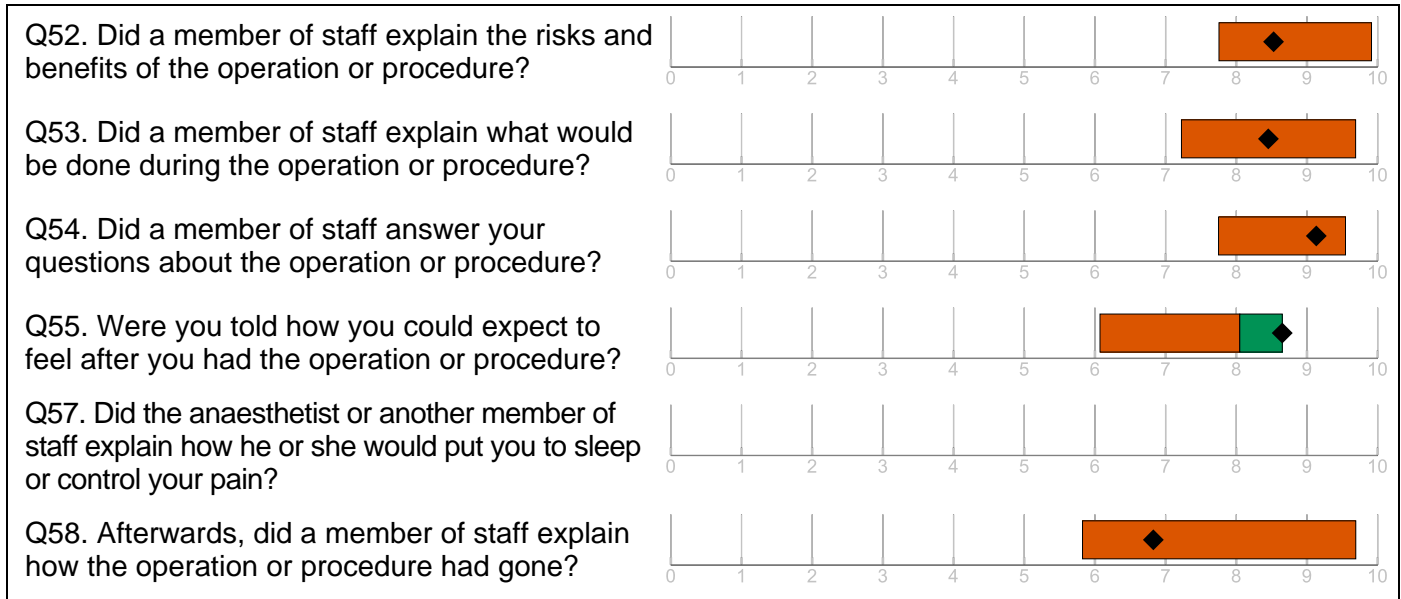 Q52. Did a member of staff explain the risks and
benefits of the operation or procedure?
0 1 2 3 4 5 6 7 8 9 10
Q53. Did a member of staff explain what would
be done during the operation or procedure?
0 1 2 3 4 5 6 7 8 9 10
Q54. Did a member of staff answer your
questions about the operation or procedure?
0 1 2 3 4 5 6 7 8 9 10
Q55. Were you told how you could expect to
feel after you had the operation or procedure?
0 1 2 3 4 5 6 7 8 9 10
Q57. Did the anaesthetist or another member of
staff explain how he or she would put you to sleep
or control your pain?
0 1 2 3 4 5 6 7 8 9 10
Q58. Afterwards, did a member of staff explain
how the operation or procedure had gone?
0 1 2 3 4 5 6 7 8 9 10